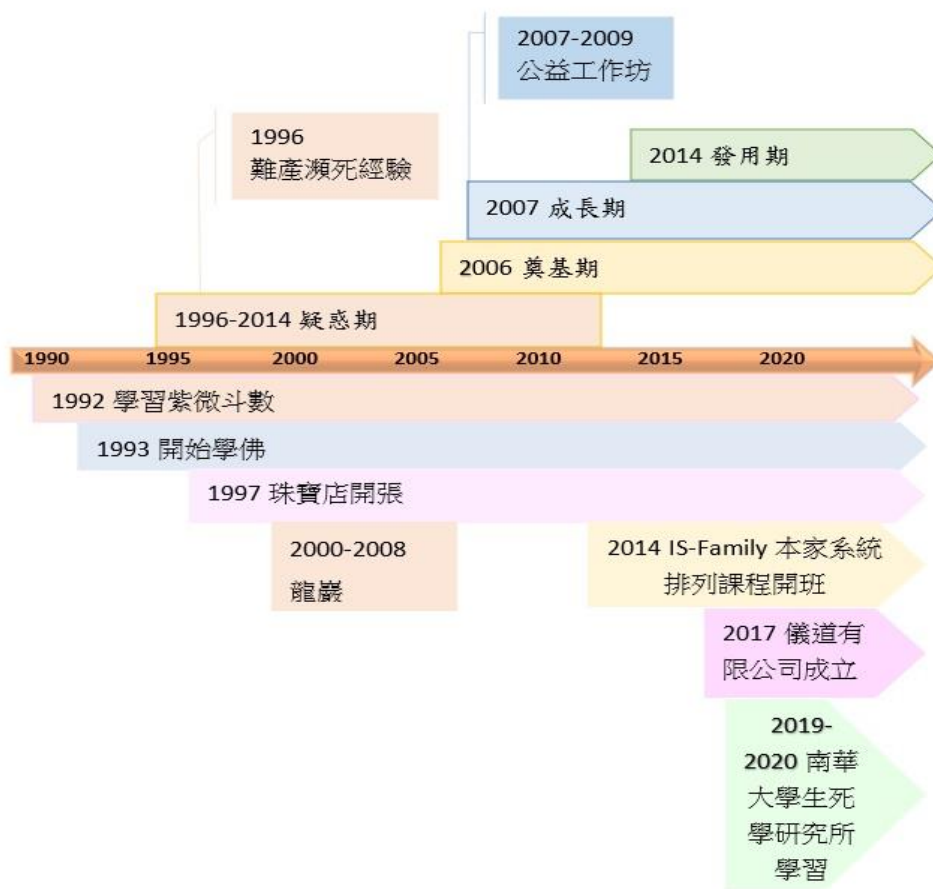 2007-2009
公益工作坊
1996
難產瀕死經驗
2014 發用期
2007 成長期
2006 奠基期
1996-2014 疑惑期
1990 1995 2000 2005 2010 2015 2020
1992 學習紫微斗數
1993 開始學佛
1997 珠寶店開張
2000-2008
龍巖
2014 IS-Family 本家系統
排列課程開班
2017 儀道有
限公司成立
2019-
2020 南華
大學生死
學研究所
學習